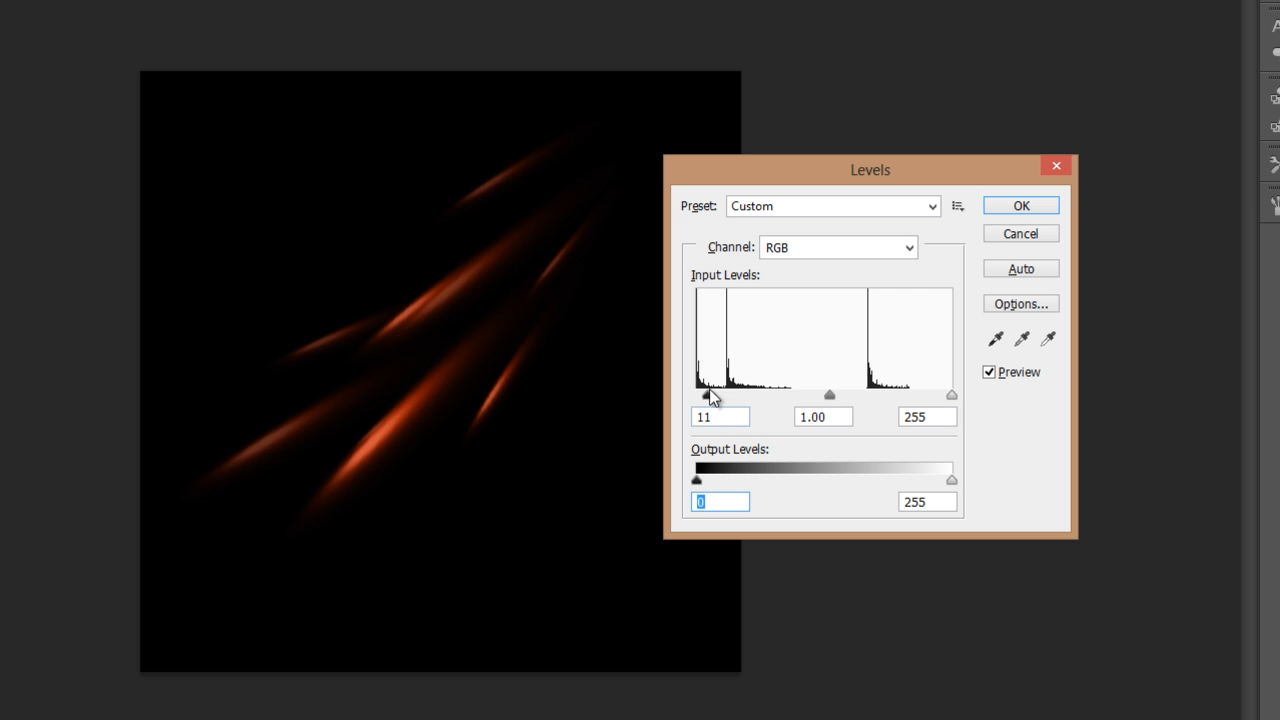 Levels
Preset: Custom
OK
Channel: RGB
Cancel
Input Levels:
Auto
Options...
Preview
11 1.00 255
Output Levels:
0 255